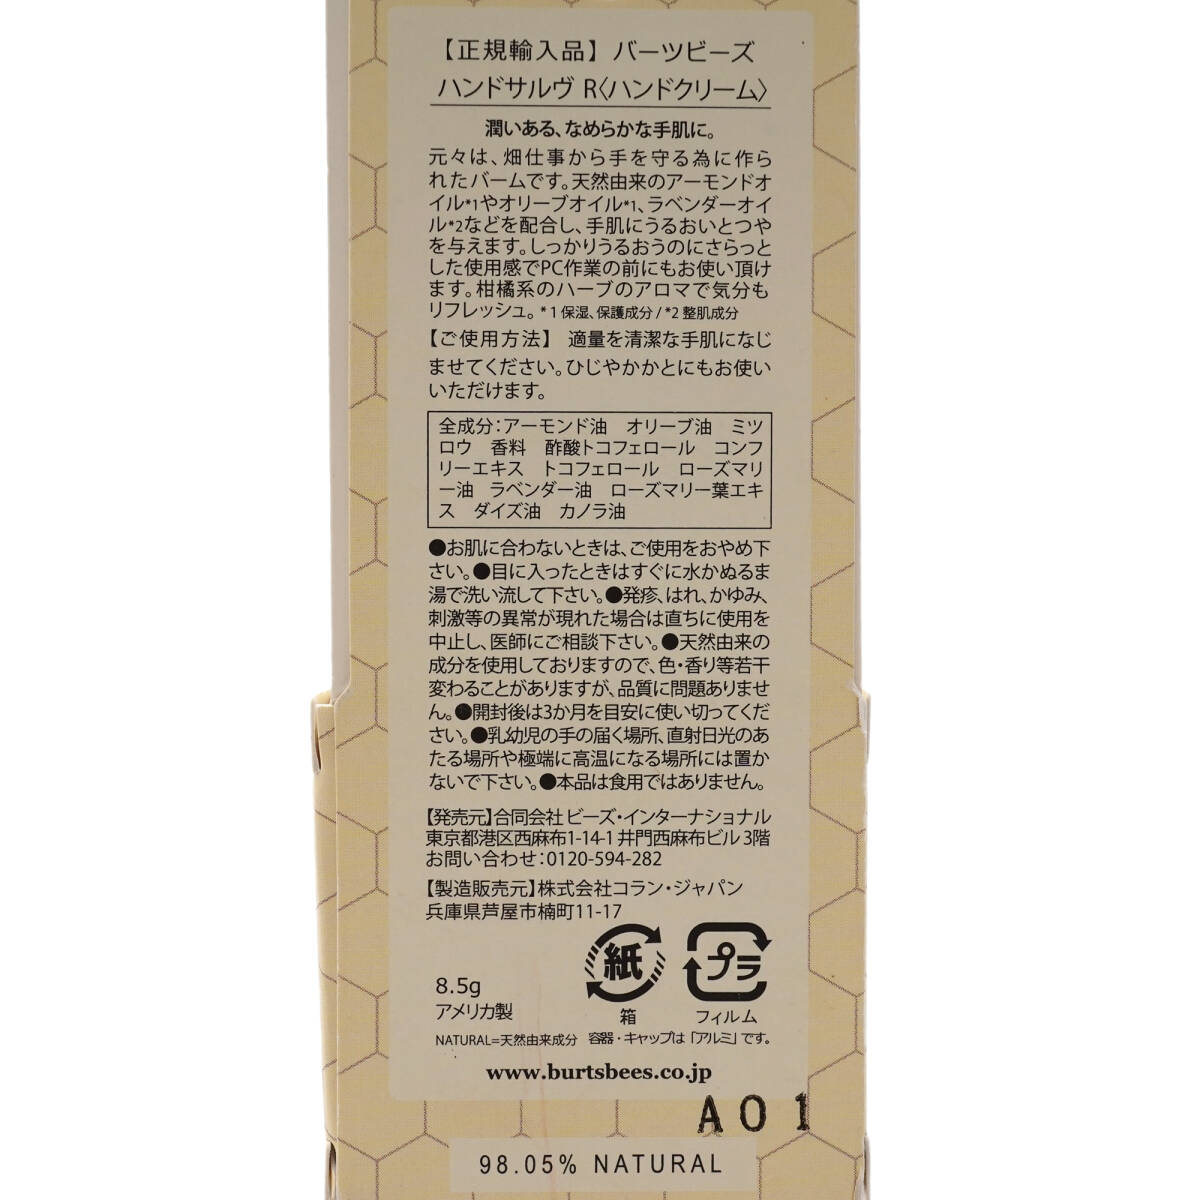 【正規輸入品】 バーツビーズ
ハンドサルヴ R〈ハンドクリーム〉
潤いある、なめらかな手肌に。
元々は、畑仕事から手を守る為に作ら
れたバームです。天然由来のアーモンドオ
イル*1やオリーブオイル*1、ラベンダーオイ
ル*2などを配合し、手肌にうるおいとつや
を与えます。しっかりうるおうのにさらっと
した使用感でPC作業の前にもお使い頂け
ます。柑橘系のハーブのアロマで気分も
リフレッシュ。 *1 保湿、保護成分 / *2 整肌成分
【ご使用方法】 適量を清潔な手肌になじ
ませてください。ひじやかかとにもお使い
いただけます。
全成分：アーモンド油 オリーブ油 ミツ
ロウ 香料 酢酸トコフェロール コンフ
リーエキス トコフェロール ローズマリ
ー油 ラベンダー油 ローズマリー葉エキ
ス ダイズ油 カノラ油
●お肌に合わないときは、ご使用をおやめ下
さい。●目に入ったときはすぐに水かぬるま
湯で洗い流して下さい。●発疹、はれ、かゆみ、
刺激等の異常が現れた場合は直ちに使用を
中止し、医師にご相談下さい。●天然由来の
成分を使用しておりますので、色・香り等若干
変わることがありますが、品質に問題ありませ
ん。●開封後は3か月を目安に使い切ってくだ
さい。●乳幼児の手の届く場所、直射日光のあ
たる場所や極端に高温になる場所には置か
ないで下さい。●本品は食用ではありません。
【発売元】合同会社 ビーズ・インターナショナル
東京都港区西麻布1-14-1 井門西麻布ビル 3階
お問い合わせ：0120-594-282
【製造販売元】株式会社コラン・ジャパン
兵庫県芦屋市楠町11-17
紙 プラ
8.5g
アメリカ製
箱 フィルム
NATURAL=天然由来成分 容器・キャップは「アルミ」です。
www.burtsbees.co.jp
A01
98.05% NATURAL